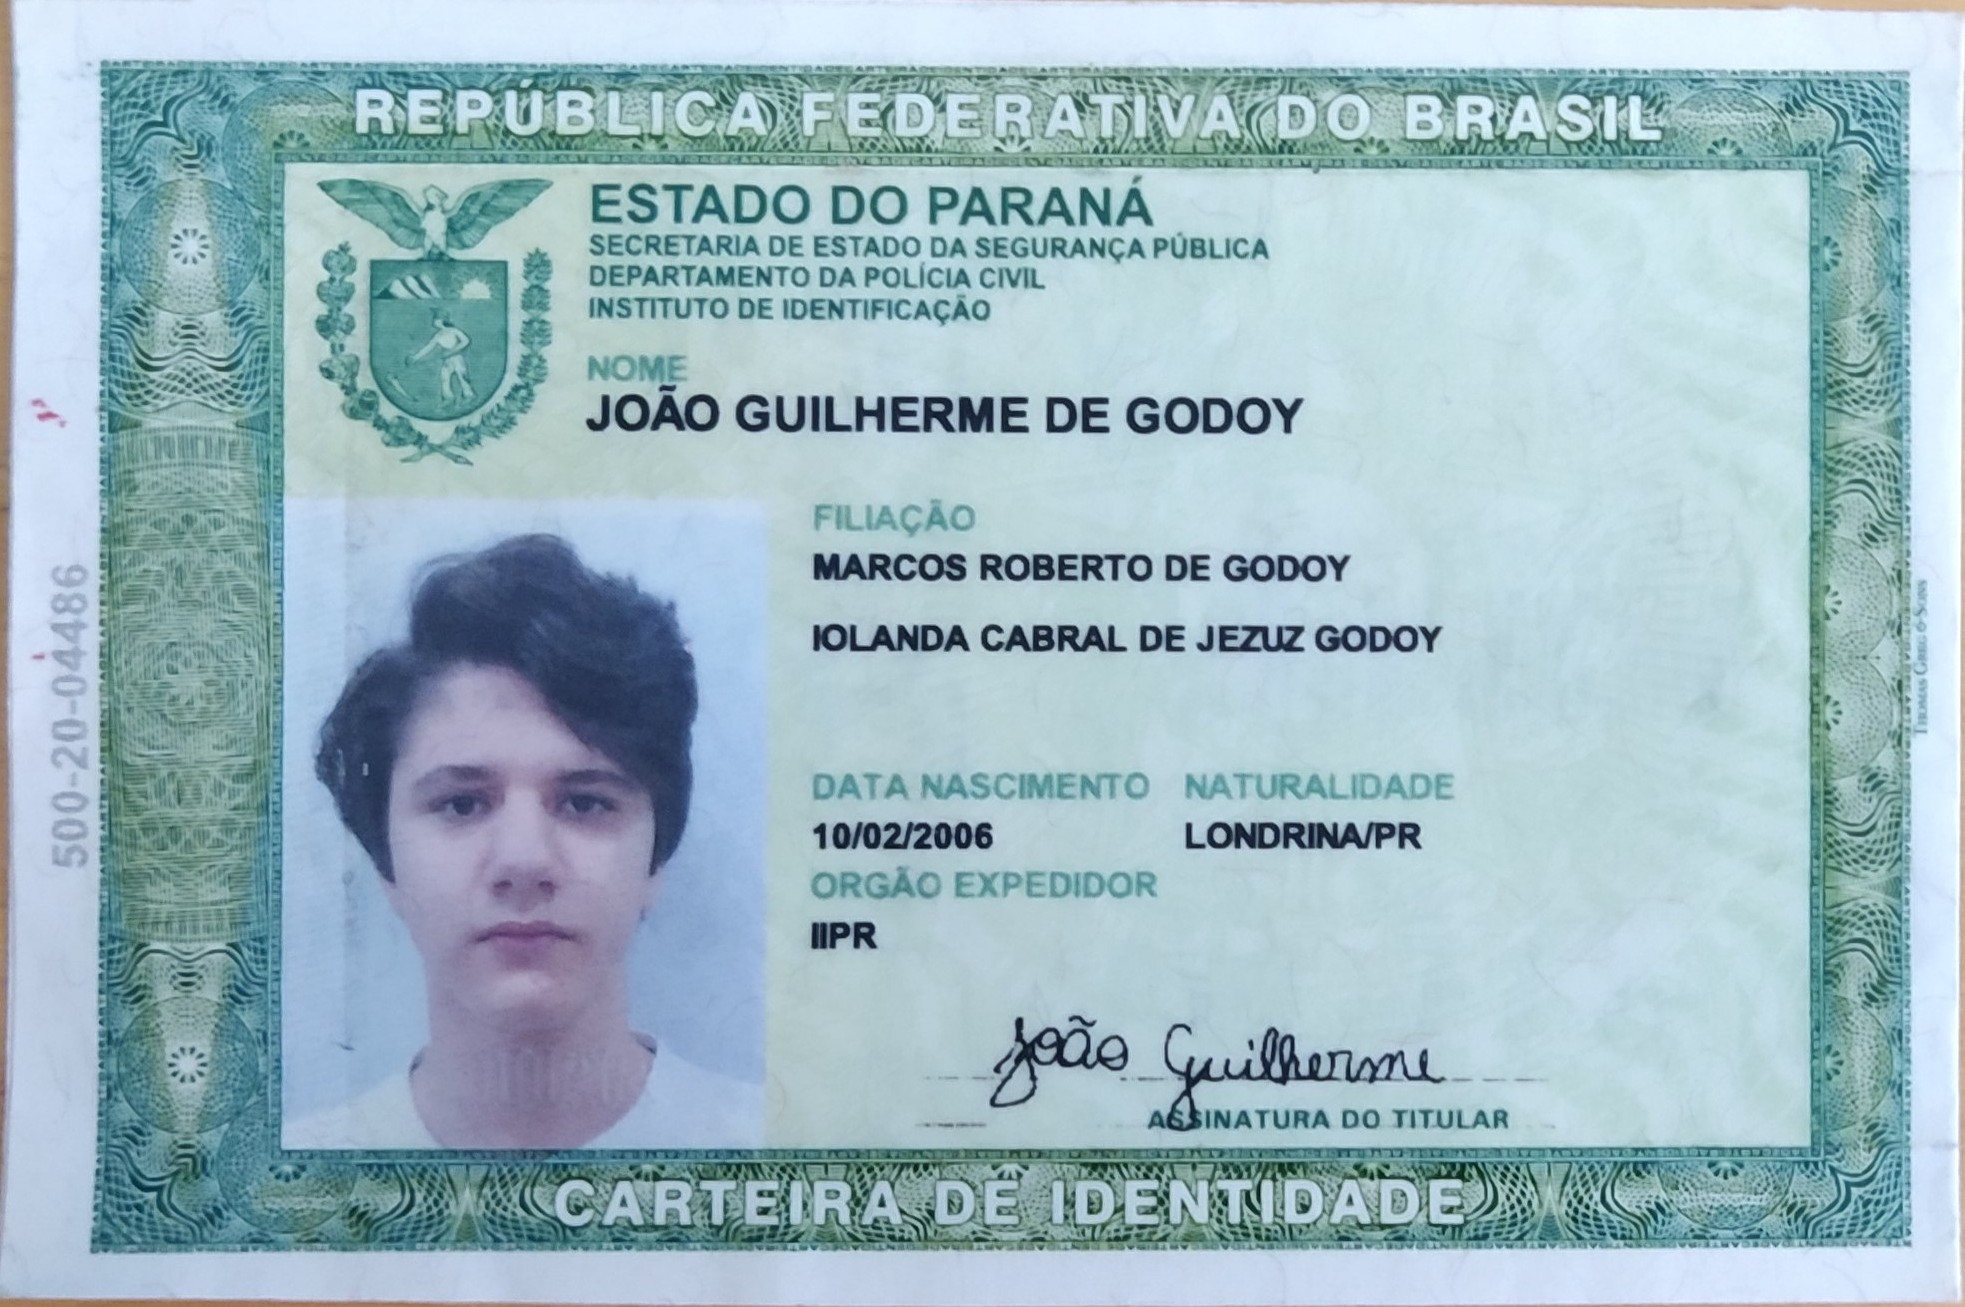 REPÚBLICA FEDERATIVA DO BRASIL
ESTADO DO PARANÁ
SECRETARIA DE ESTADO DA SEGURANÇA PÚBLICA
DEPARTAMENTO DA POLÍCIA CIVIL
INSTITUTO DE IDENTIFICAÇÃO
NOME
JOÃO GUILHERME DE GODOY
FILIAÇÃO
MARCOS ROBERTO DE GODOY
IOLANDA CABRAL DE JEZUZ GODOY
DATA NASCIMENTO NATURALIDADE
10/02/2006 LONDRINA/PR
ORGÃO EXPEDIDOR
IIPR
João Guilherme
ASSINATURA DO TITULAR
CARTEIRA DE IDENTIDADE
500-20-04486
THOMAS GREG & SONS